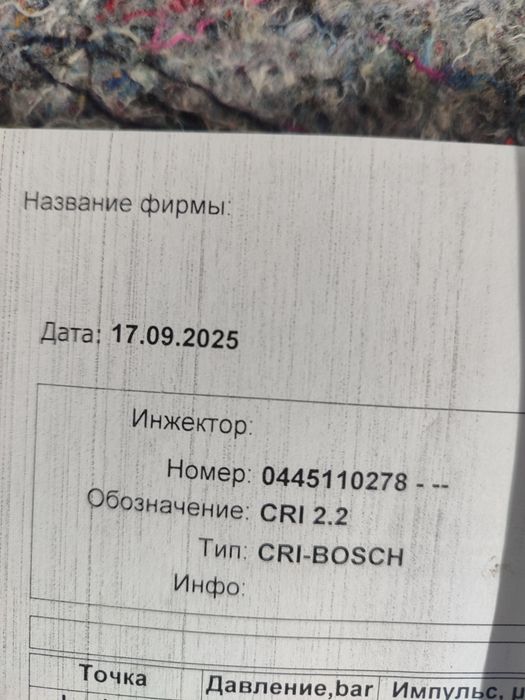 Название фирмы:
Дата: 17.09.2025
Инжектор:
Номер: 0445110278 - --
Обозначение: CRI 2.2
Тип: CRI-BOSCH
Инфо:
Точка Давление,bar Импульс,